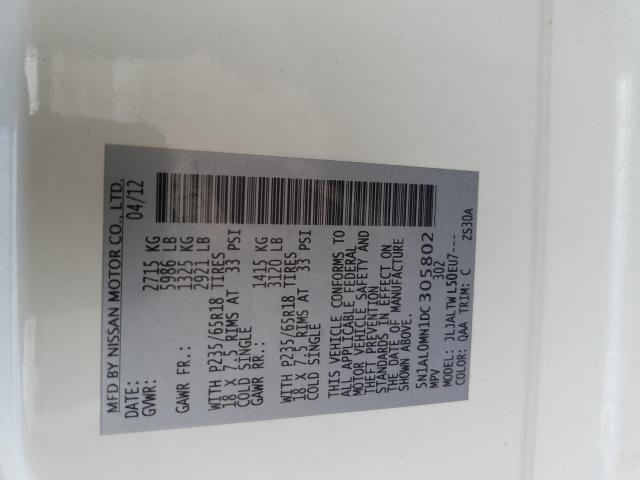 MFD BY NISSAN MOTOR CO., LTD.
DATE: 04/12
GVWR: 2715 KG
5986 LB
GAWR FR.: 1325 KG
2921 LB
WITH P235/65R18 TIRES
18 X 7.5 RIMS AT 33 PSI
COLD SINGLE
GAWR RR.: 1415 KG
3120 LB
WITH P235/65R18 TIRES
18 X 7.5 RIMS AT 33 PSI
COLD SINGLE
THIS VEHICLE CONFORMS TO
ALL APPLICABLE FEDERAL
MOTOR VEHICLE SAFETY AND
THEFT PREVENTION
STANDARDS IN EFFECT ON
THE DATE OF MANUFACTURE
SHOWN ABOVE.
5N1AL0MN1DC305802
MPV 302
MODEL: JLJALTWL50EU7---
COLOR: QAA TRIM: C ZS30A